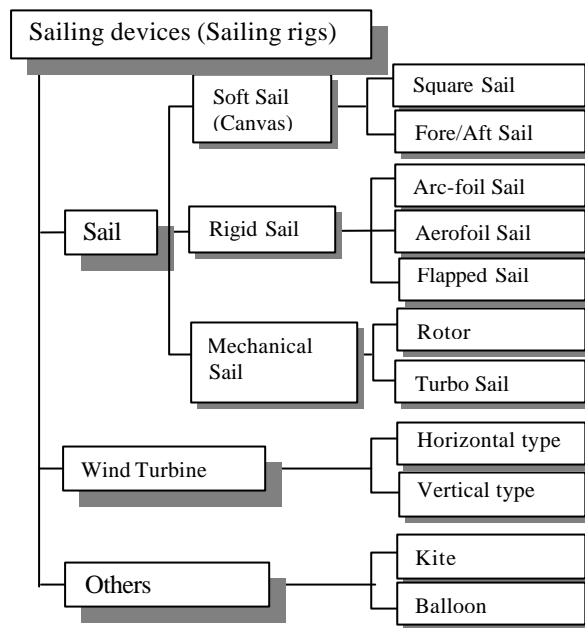 Sailing devices (Sailing rigs)
Soft Sail
(Canvas)
Square Sail
Fore/Aft Sail
Sail
Rigid Sail
Arc-foil Sail
Aerofoil Sail
Flapped Sail
Mechanical
Sail
Rotor
Turbo Sail
Wind Turbine
Horizontal type
Vertical type
Others
Kite
Balloon